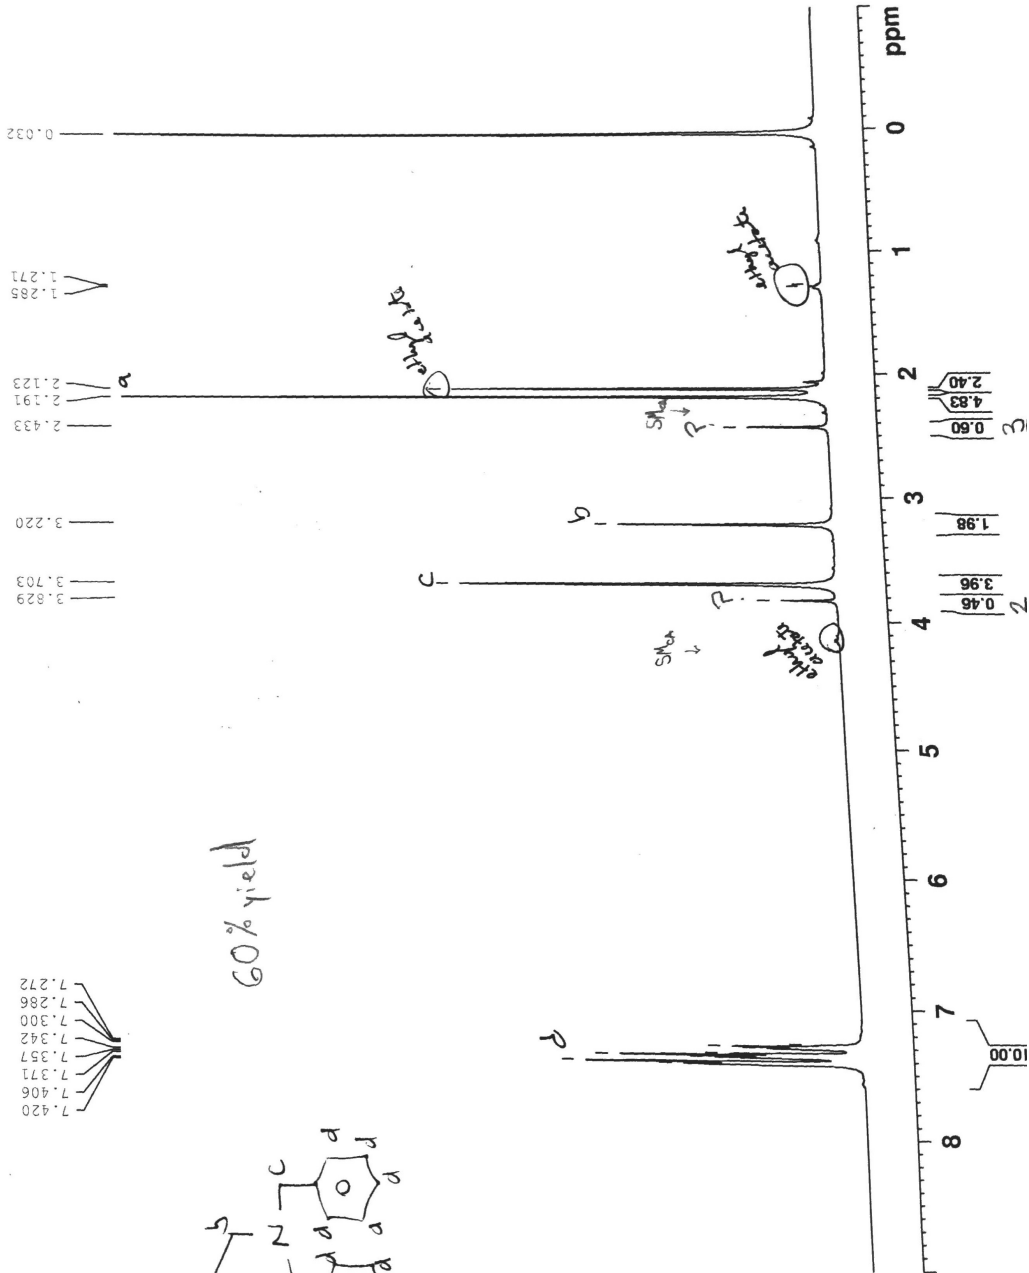 7.420
7.406
7.371
7.357
7.342
7.300
7.286
7.272
3.829
3.703
3.220
2.433
2.191
2.123
1.285
1.271
0.032
60% yield
a
ethyl
acetate
ethyl
acetate
SM
c
b
?
SM
?
ethyl
acetate
d
b
N
c
d
d
d
d
d
d
d
8
7
6
5
4
3
2
1
0
ppm
10.00
0.46
3.96
1.98
0.60
4.83
2.40
2
3